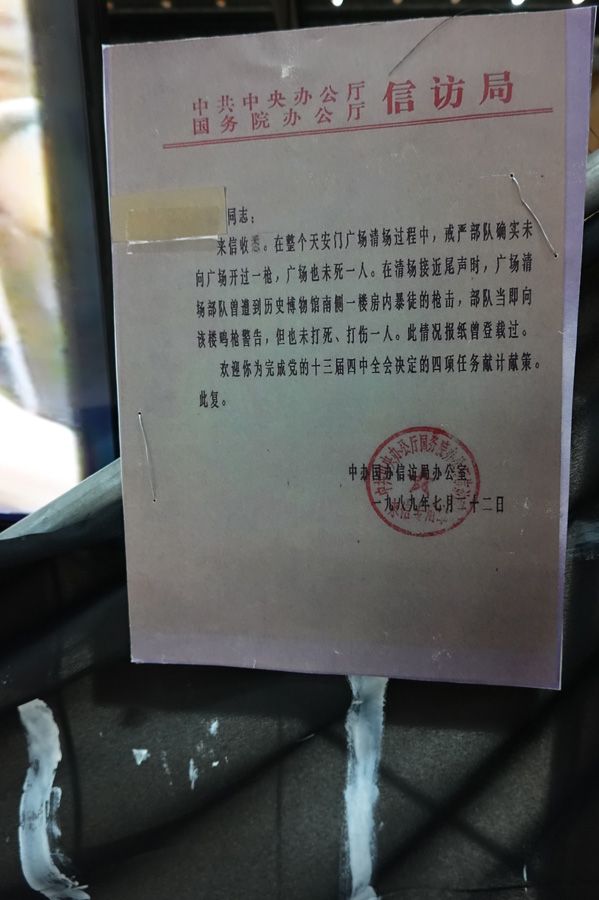 中共中央办公厅
国务院办公厅 信访局
同志：
来信收悉。在整个天安门广场清场过程中，戒严部队确实未
向广场开过一枪，广场也未死一人。在清场接近尾声时，广场清
场部队曾遭到历史博物馆南侧一楼房内暴徒的枪击，部队当即向
该楼鸣枪警告，但也未打死、打伤一人。此情况报纸曾登载过。
欢迎你为完成党的十三届四中全会决定的四项任务献计献策。
此复。
中办国办信访局办公室
一九八九年七月二十二日